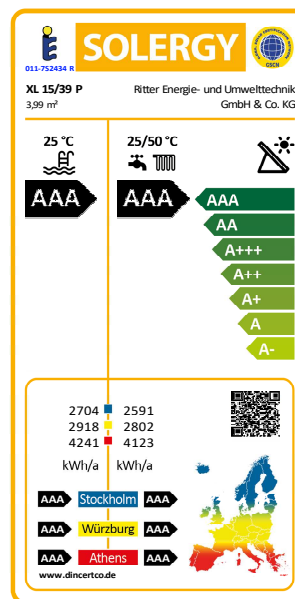 SOLERGY
011-7S2434 R
GSCN
XL 15/39 P
Ritter Energie- und Umwelttechnik
3,99 m²
GmbH & Co. KG
25 °C
25/50 °C
AAA
AAA
AAA
AA
A+++
A++
A+
A
A-
2704 2591
2918 2802
4241 4123
kWh/a kWh/a
AAA Stockholm AAA
AAA Würzburg AAA
AAA Athens AAA
www.dincertco.de